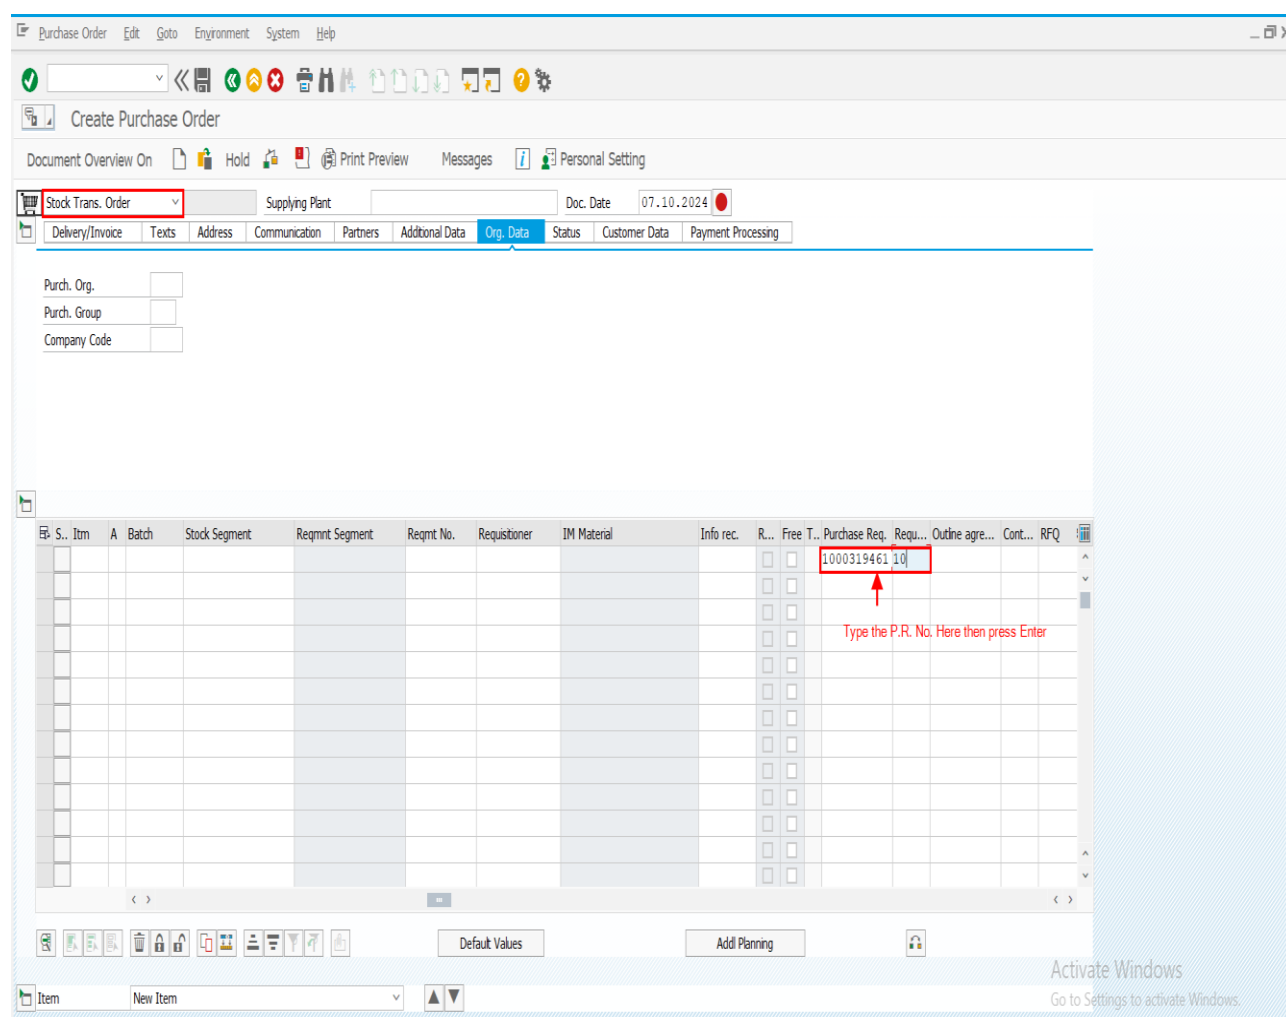 Purchase Order Edit Goto Environment System Help
Create Purchase Order
Document Overview On Hold Print Preview Messages Personal Setting
Stock Trans. Order Supplying Plant Doc. Date 07.10.2024
Delivery/Invoice Texts Address Communication Partners Additional Data Org. Data Status Customer Data Payment Processing
Purch. Org.
Purch. Group
Company Code
S.. Itm A Batch Stock Segment Reqmnt Segment Reqmt No. Requisitioner IM Material Info rec. R... Free T.. Purchase Req. Requ... Outline agre... Cont... RFQ
1000319461 10
Type the P.R. No. Here then press Enter
Default Values Addl Planning
Activate Windows
Item New Item
Go to Settings to activate Windows.